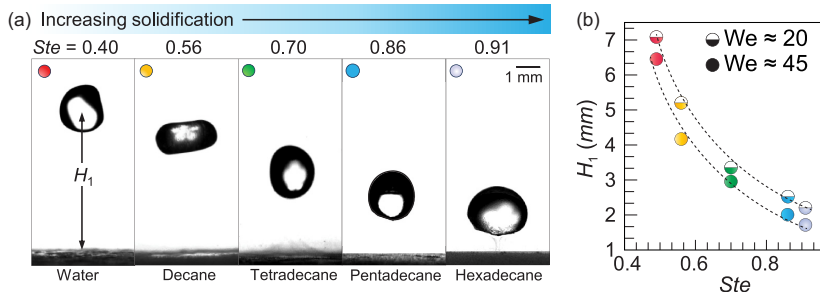 (a) Increasing solidification
Ste = 0.40 0.56 0.70 0.86 0.91
1 mm
H1
Water Decane Tetradecane Pentadecane Hexadecane
(b)
We ≈ 20
We ≈ 45
7
6
5
4
3
2
1
H1 (mm)
0.4 0.6 0.8
Ste